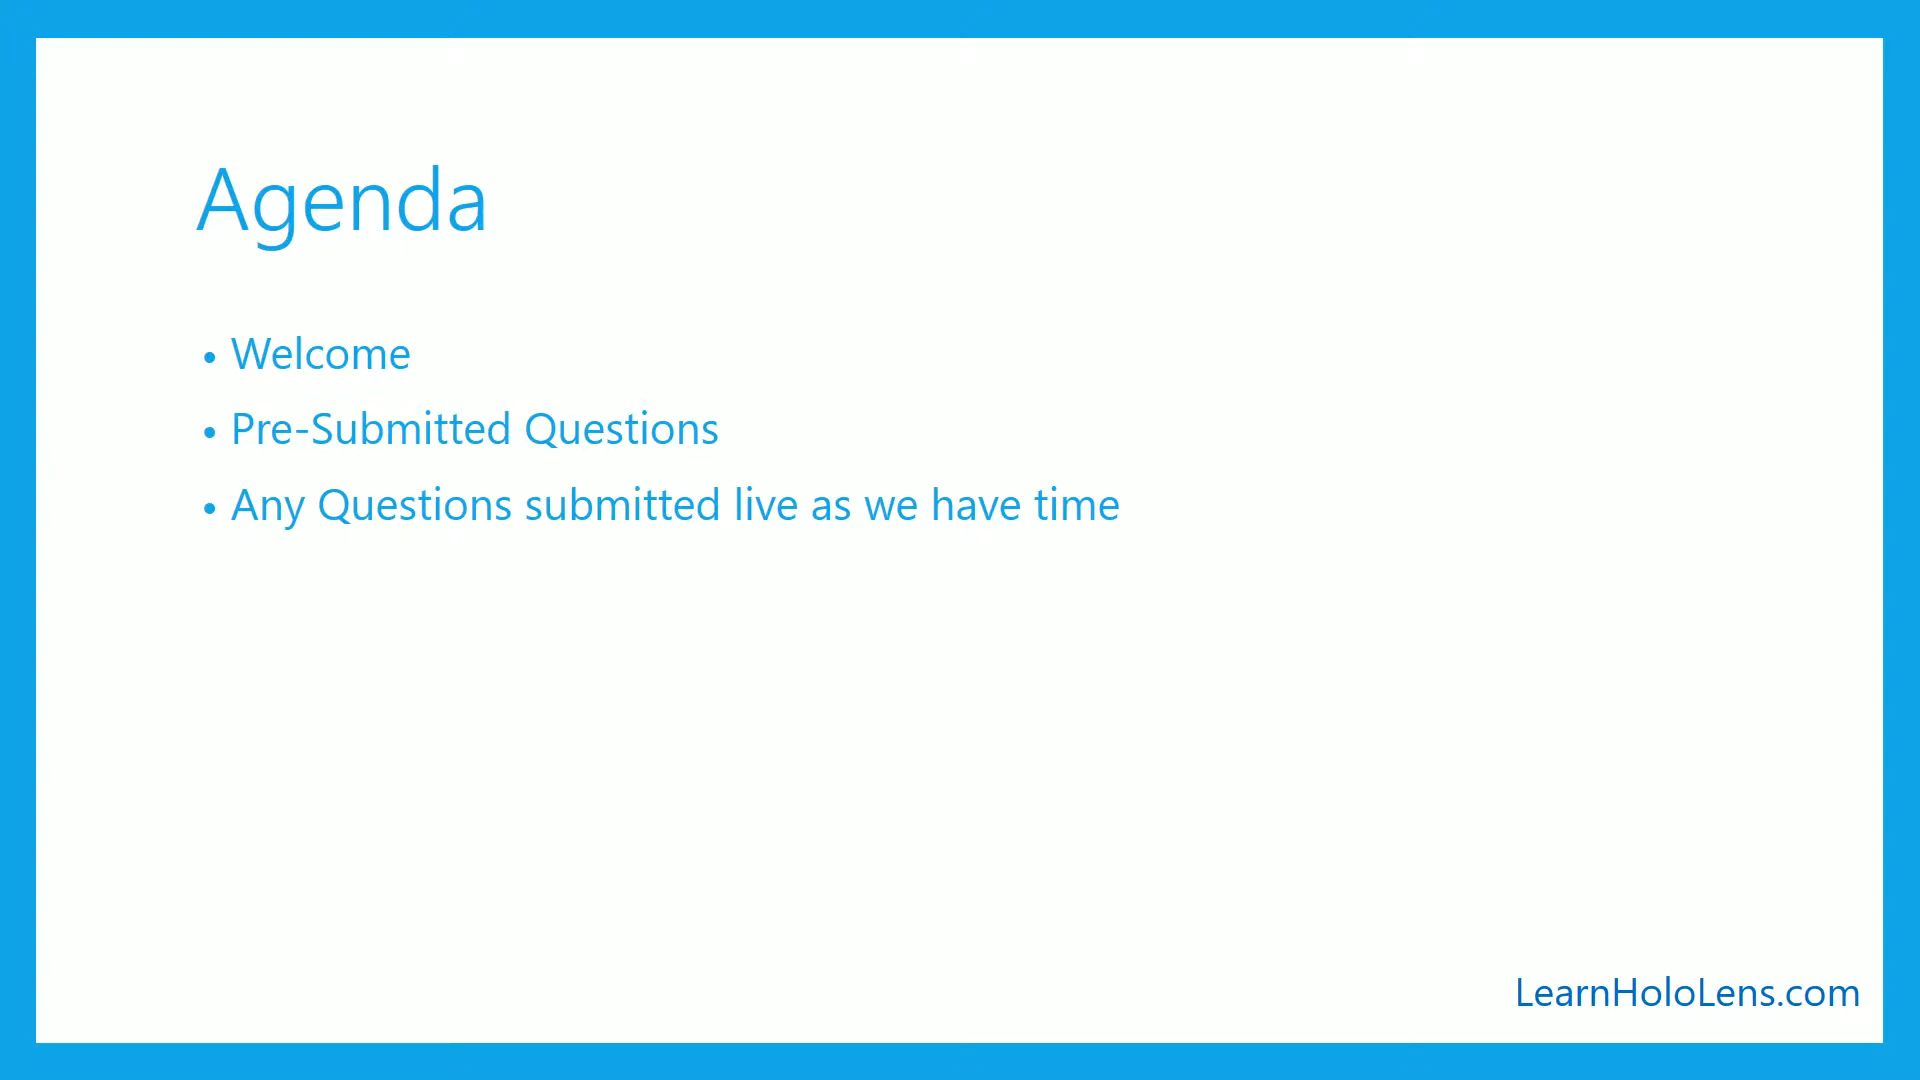 Agenda
• Welcome
• Pre-Submitted Questions
• Any Questions submitted live as we have time
LearnHoloLens.com